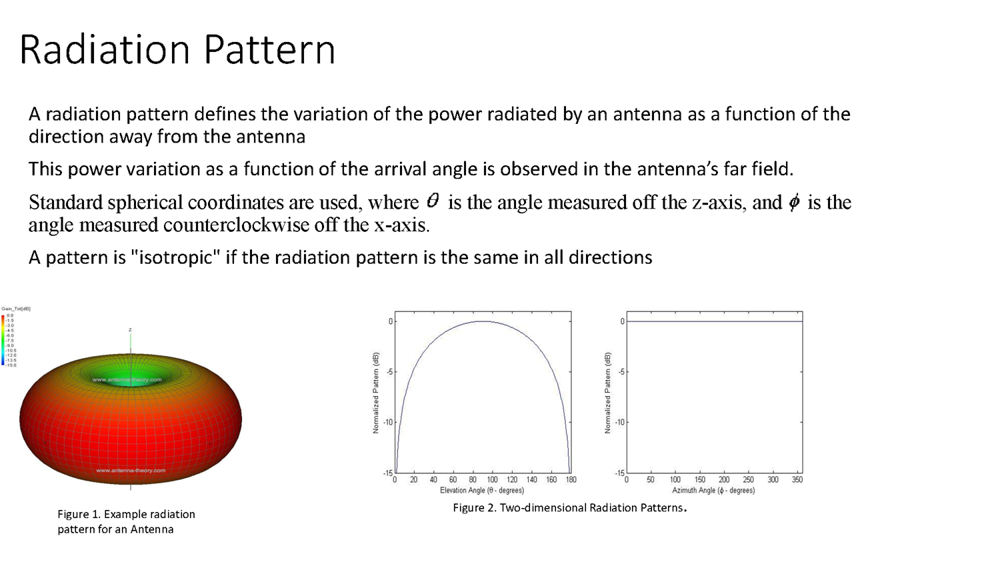 Radiation Pattern
A radiation pattern defines the variation of the power radiated by an antenna as a function of the
direction away from the antenna
This power variation as a function of the arrival angle is observed in the antenna’s far field.
Standard spherical coordinates are used, where θ is the angle measured off the z-axis, and ϕ is the
angle measured counterclockwise off the x-axis.
A pattern is "isotropic" if the radiation pattern is the same in all directions
Gain_Tot[dB]
0.0
-1.5
-3.0
-4.5
-6.0
-7.5
-9.0
-10.5
-12.0
-13.5
-15.0
z
www.antenna-theory.com
www.antenna-theory.com
Figure 1. Example radiation
pattern for an Antenna
Normalized Pattern (dB)
0
-5
-10
-15
0 20 40 60 80 100 120 140 160 180
Elevation Angle (θ - degrees)
Normalized Pattern (dB)
0
-5
-10
-15
0 50 100 150 200 250 300 350
Azimuth Angle (ϕ - degrees)
Figure 2. Two-dimensional Radiation Patterns.